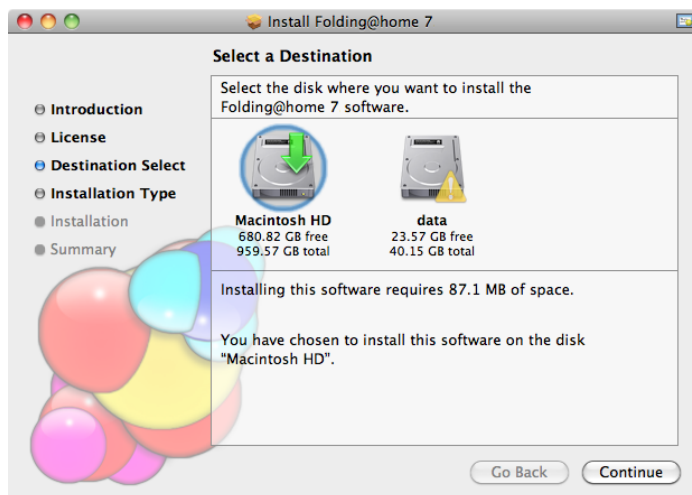 Install Folding@home 7
Select a Destination
Introduction
License
Destination Select
Installation Type
Installation
Summary
Select the disk where you want to install the
Folding@home 7 software.
Macintosh HD
680.82 GB free
959.57 GB total
data
23.57 GB free
40.15 GB total
Installing this software requires 87.1 MB of space.
You have chosen to install this software on the disk
“Macintosh HD”.
Go Back
Continue